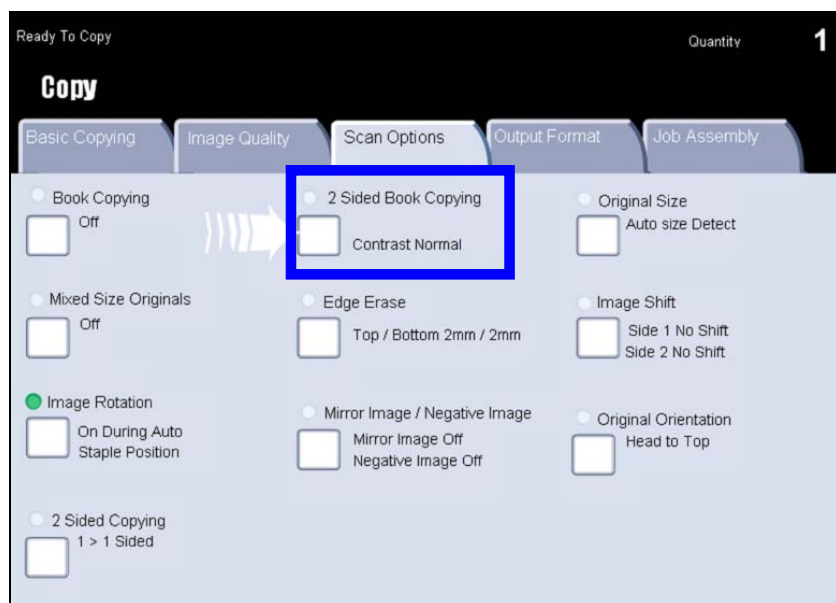 Ready To Copy
Quantity 1
Copy
Basic Copying
Image Quality
Scan Options
Output Format
Job Assembly
Book Copying
Off
2 Sided Book Copying
Contrast Normal
Original Size
Auto size Detect
Mixed Size Originals
Off
Edge Erase
Top / Bottom 2mm / 2mm
Image Shift
Side 1 No Shift
Side 2 No Shift
Image Rotation
On During Auto
Staple Position
Mirror Image / Negative Image
Mirror Image Off
Negative Image Off
Original Orientation
Head to Top
2 Sided Copying
1 > 1 Sided